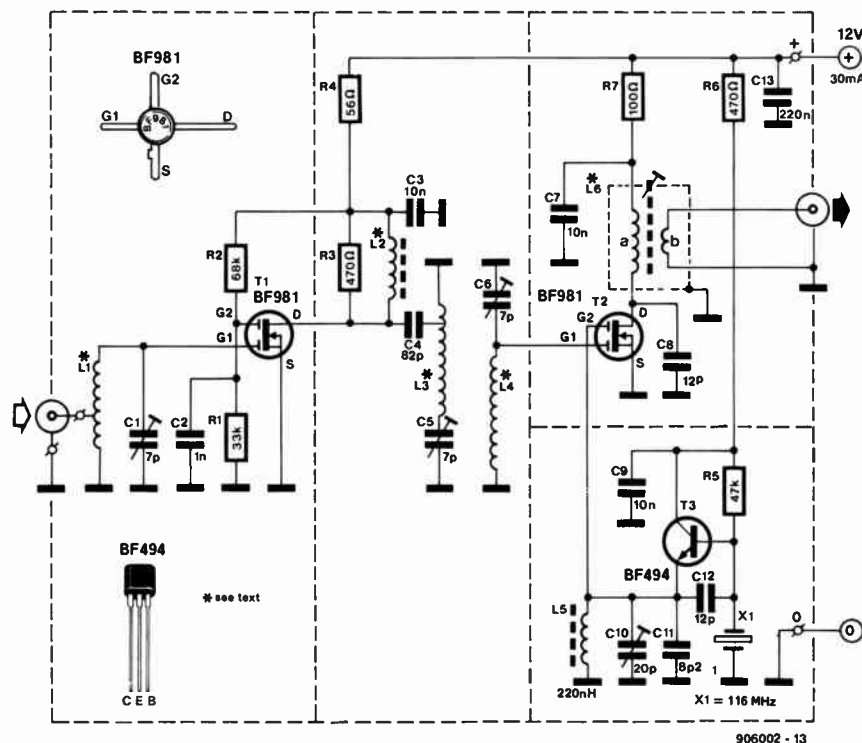 BF981
G2
G1
D
S
BF981
R4
56Ω
R7
100Ω
R6
470Ω
+
12V
+
30mA
C13
220n
C3
10n
C7
10n
*
L6
a
b
R2
68k
R3
470Ω
*
L2
T1
BF981
G2
G1
D
S
C4
82p
C6
7p
BF981
T2
G2
G1
D
S
C8
12p
*
L1
C1
7p
C2
1n
R1
33k
*
L3
C5
7p
*
L4
C9
10n
T3
R5
47k
BF494
BF494
* see text
C12
12p
X1
L5
C10
20p
C11
8p2
1
O
O
220nH
X1 = 116 MHz
C E B
906002 - 13